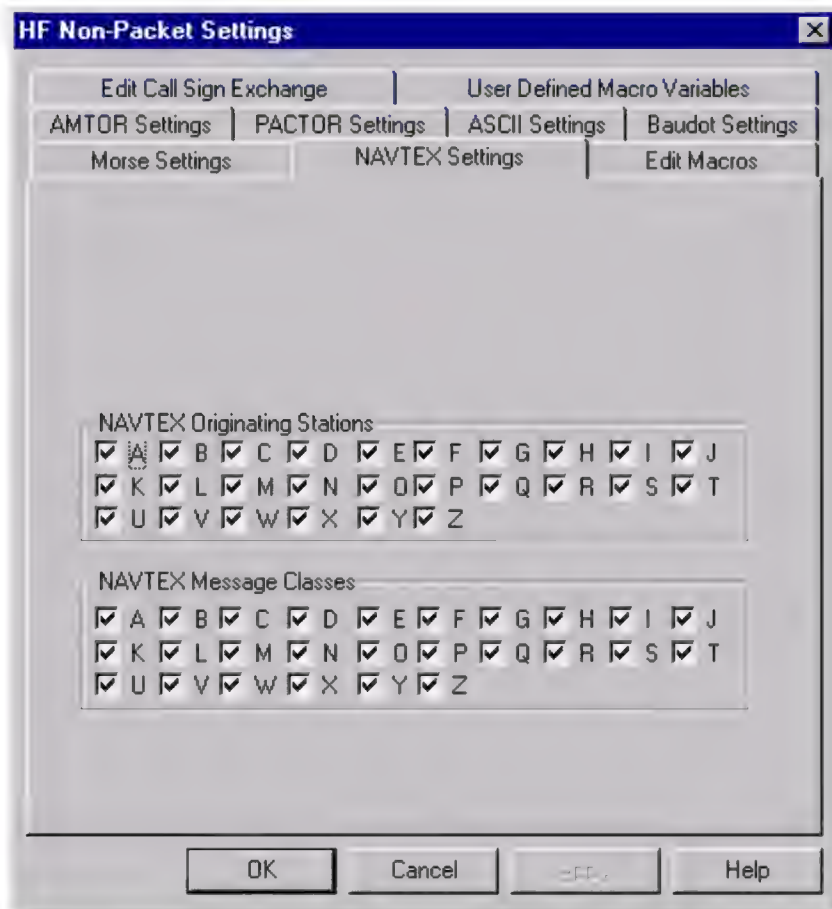 HF Non-Packet Settings
Edit Call Sign Exchange User Defined Macro Variables
AMTOR Settings PACTOR Settings ASCII Settings Baudot Settings
Morse Settings NAVTEX Settings Edit Macros
NAVTEX Originating Stations
A B C D E F G H I J
K L M N O P Q R S T
U V W X Y Z
NAVTEX Message Classes
A B C D E F G H I J
K L M N O P Q R S T
U V W X Y Z
OK Cancel Help